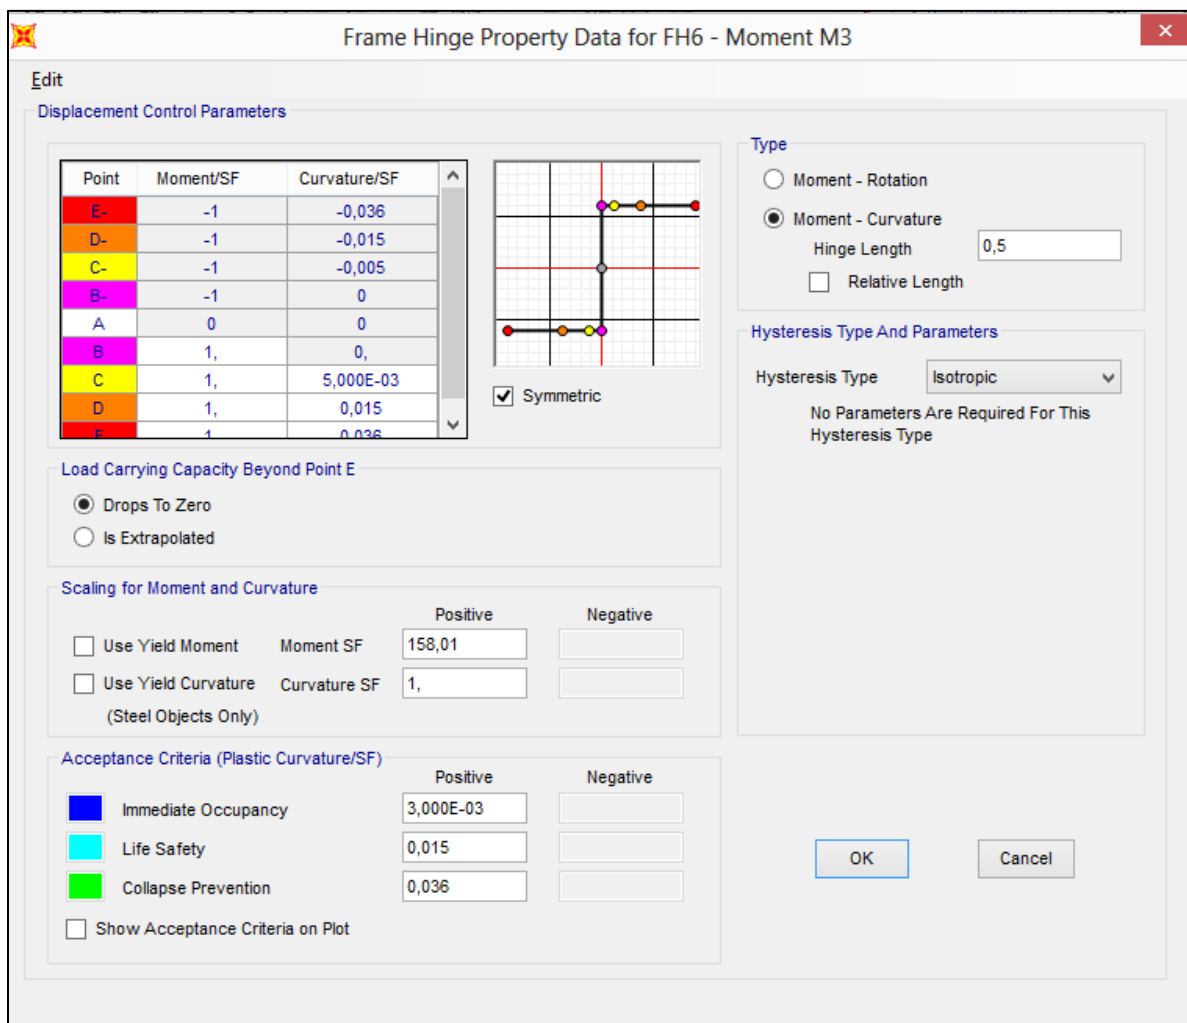 Frame Hinge Property Data for FH6 - Moment M3
Edit
Displacement Control Parameters
Point Moment/SF Curvature/SF
E- -1 -0,036
D- -1 -0,015
C- -1 -0,005
B- -1 0
A 0 0
B 1, 0,
C 1, 5,000E-03
D 1, 0,015
E 1 0,036
Symmetric
Type
Moment - Rotation
Moment - Curvature
Hinge Length 0,5
Relative Length
Hysteresis Type And Parameters
Hysteresis Type Isotropic
No Parameters Are Required For This
Hysteresis Type
Load Carrying Capacity Beyond Point E
Drops To Zero
Is Extrapolated
Scaling for Moment and Curvature
Positive Negative
Use Yield Moment Moment SF 158,01
Use Yield Curvature Curvature SF 1,
(Steel Objects Only)
Acceptance Criteria (Plastic Curvature/SF)
Positive Negative
Immediate Occupancy 3,000E-03
Life Safety 0,015
Collapse Prevention 0,036
Show Acceptance Criteria on Plot
OK Cancel